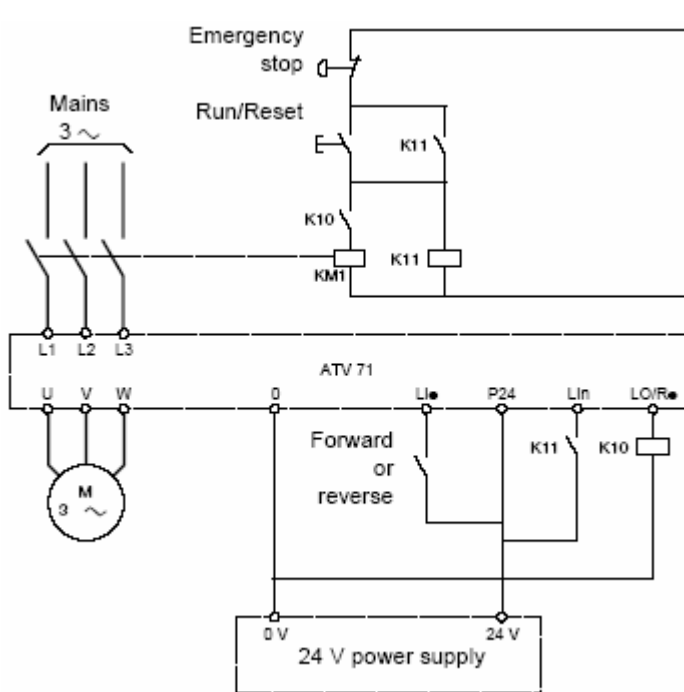 Emergency
stop
Mains
3 ~
Run/Reset
K11
K10
KM1
K11
L1 L2 L3
ATV 71
U V W 0 LI● P24 LIn LO/R●
Forward
or
reverse
K11
K10
M
3 ~
0 V 24 V
24 V power supply